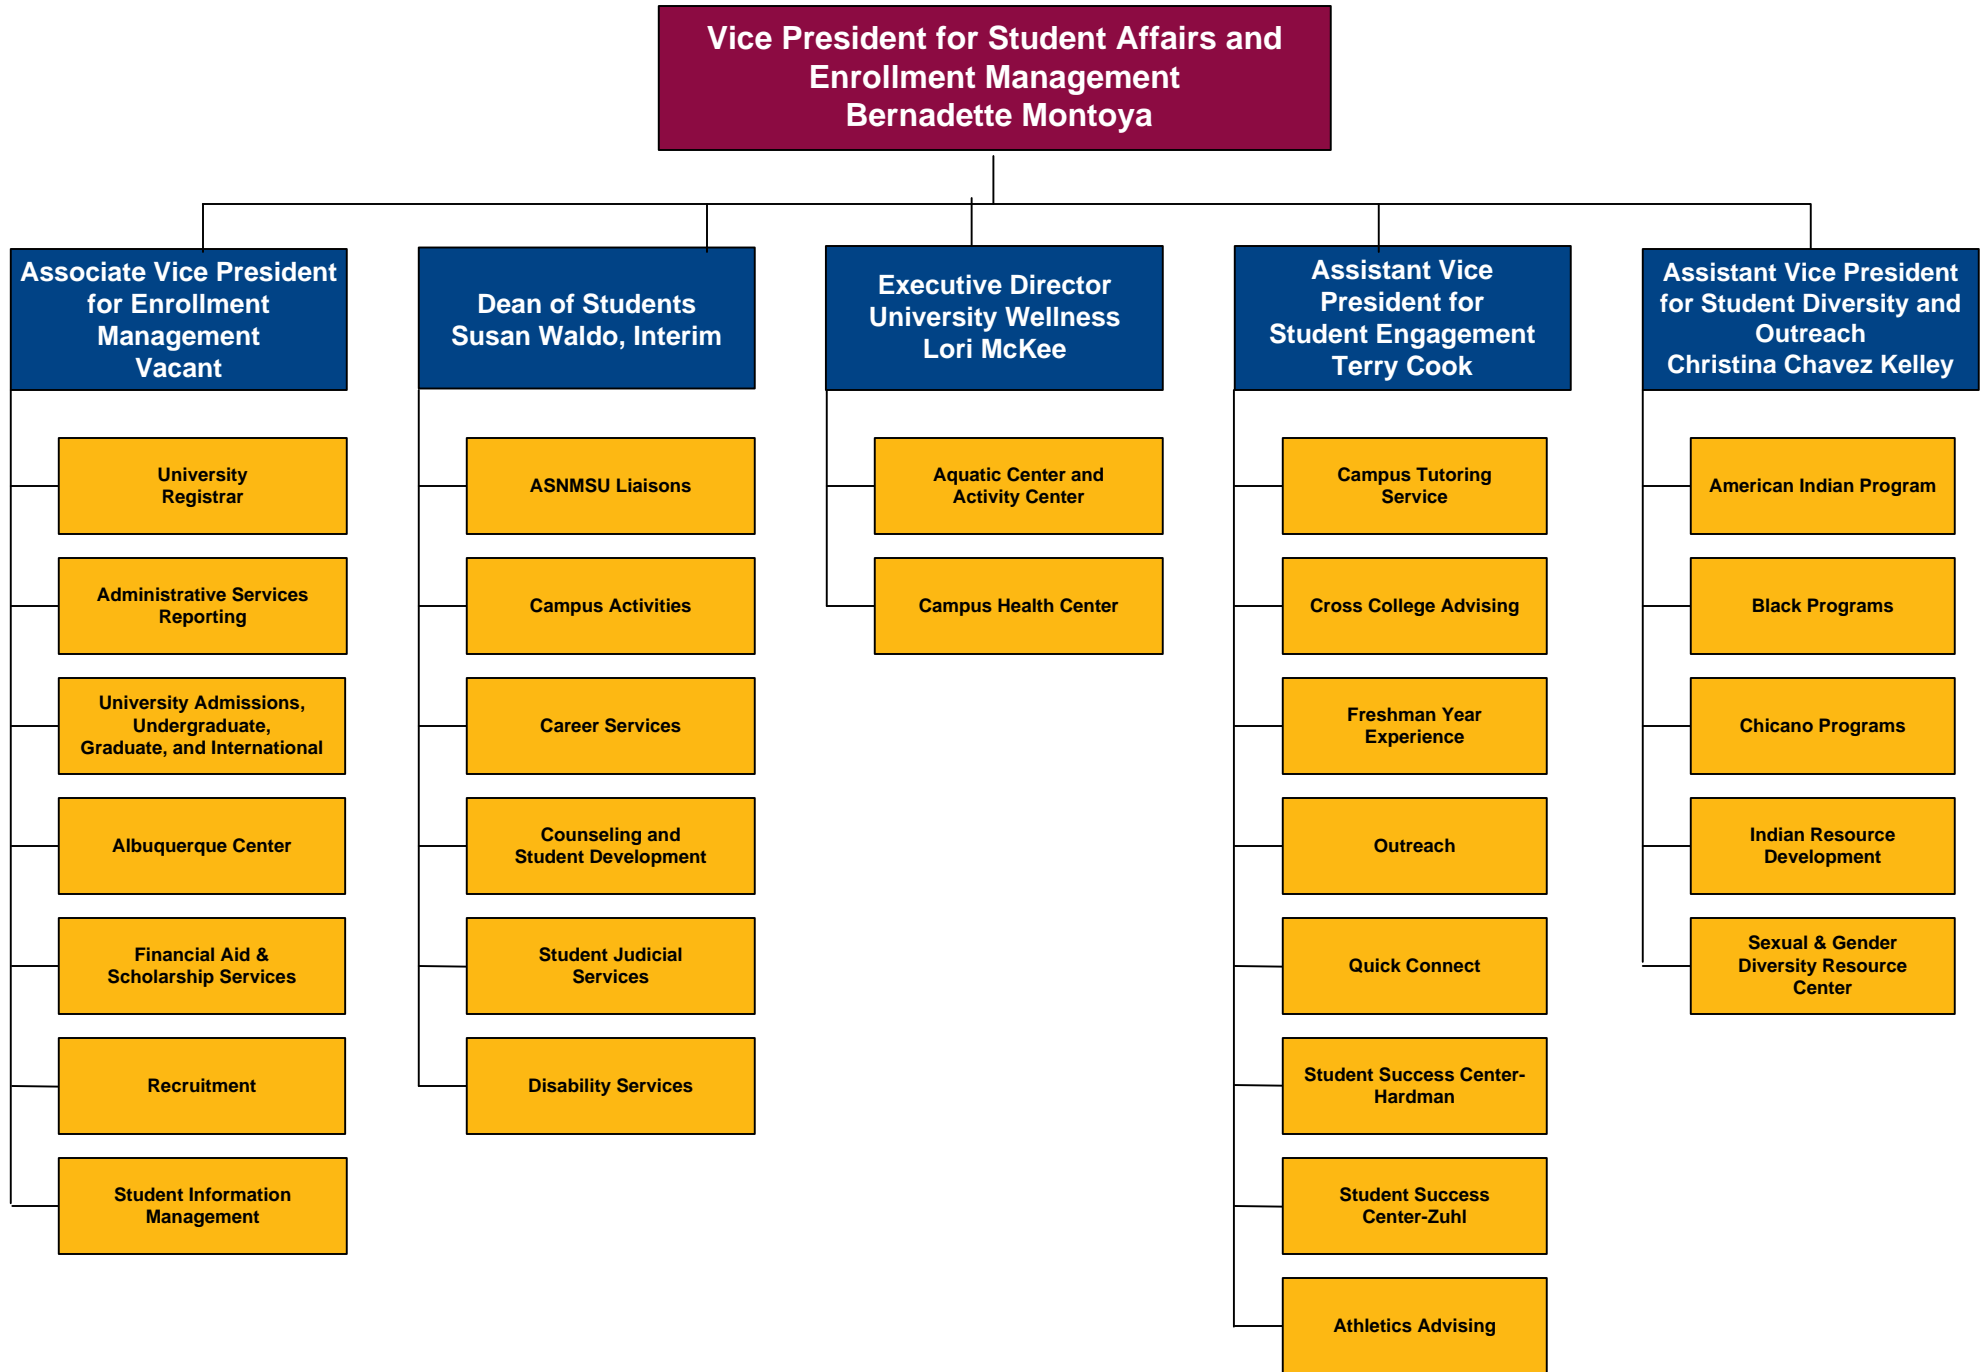 Vice President for Student Affairs and
Enrollment Management
Bernadette Montoya
Associate Vice President
for Enrollment
Management
Vacant
University
Registrar
Administrative Services
Reporting
University Admissions,
Undergraduate,
Graduate, and International
Albuquerque Center
Financial Aid &
Scholarship Services
Recruitment
Student Information
Management
Dean of Students
Susan Waldo, Interim
ASNMSU Liaisons
Campus Activities
Career Services
Counseling and
Student Development
Student Judicial
Services
Disability Services
Executive Director
University Wellness
Lori McKee
Aquatic Center and
Activity Center
Campus Health Center
Assistant Vice
President for
Student Engagement
Terry Cook
Campus Tutoring
Service
Cross College Advising
Freshman Year
Experience
Outreach
Quick Connect
Student Success Center-
Hardman
Student Success
Center-Zuhl
Athletics Advising
Assistant Vice President
for Student Diversity and
Outreach
Christina Chavez Kelley
American Indian Program
Black Programs
Chicano Programs
Indian Resource
Development
Sexual & Gender
Diversity Resource
Center